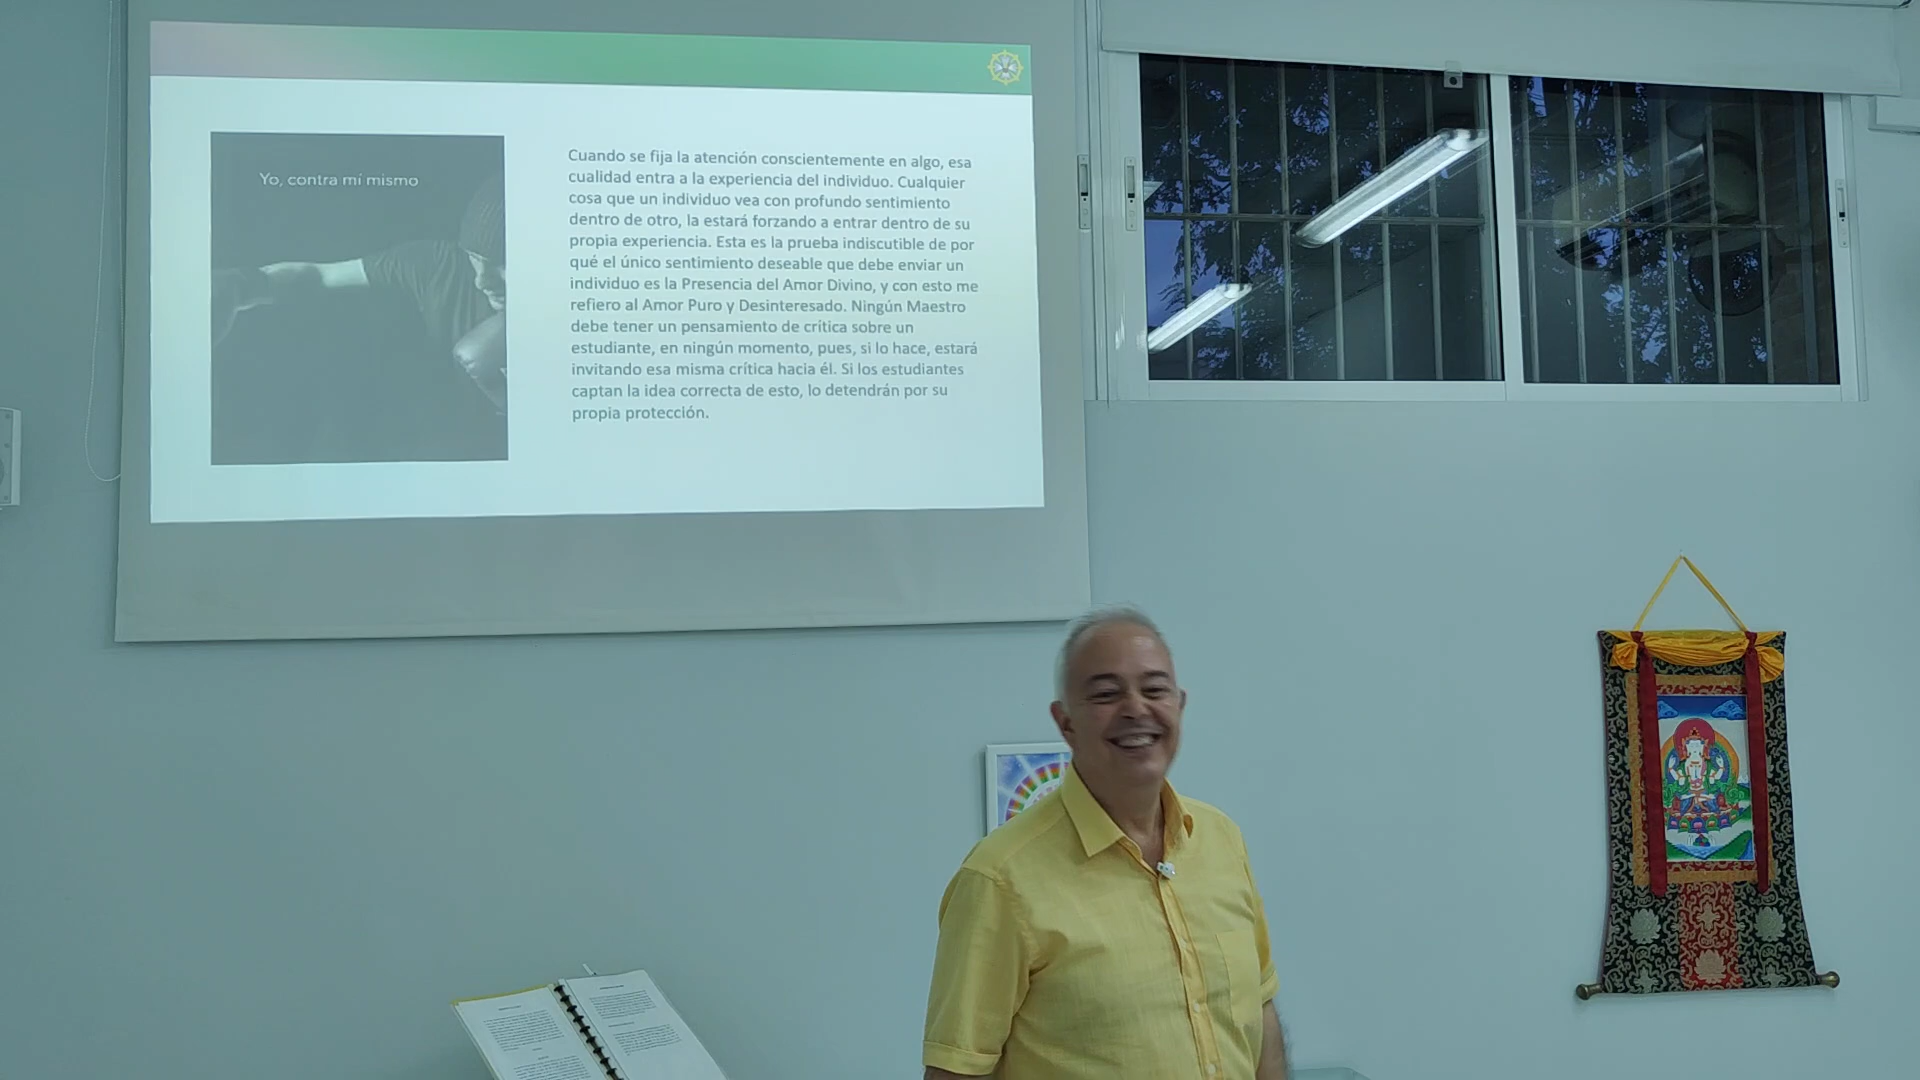 Yo, contra mí mismo
Cuando se fija la atención conscientemente en algo, esa
cualidad entra a la experiencia del individuo. Cualquier
cosa que un individuo vea con profundo sentimiento
dentro de otro, la estará forzando a entrar dentro de su
propia experiencia. Esta es la prueba indiscutible de por
qué el único sentimiento deseable que debe enviar un
individuo es la Presencia del Amor Divino, y con esto me
refiero al Amor Puro y Desinteresado. Ningún Maestro
debe tener un pensamiento de crítica sobre un
estudiante, en ningún momento, pues, si lo hace, estará
invitando esa misma crítica hacia él. Si los estudiantes
captan la idea correcta de esto, lo detendrán por su
propia protección.